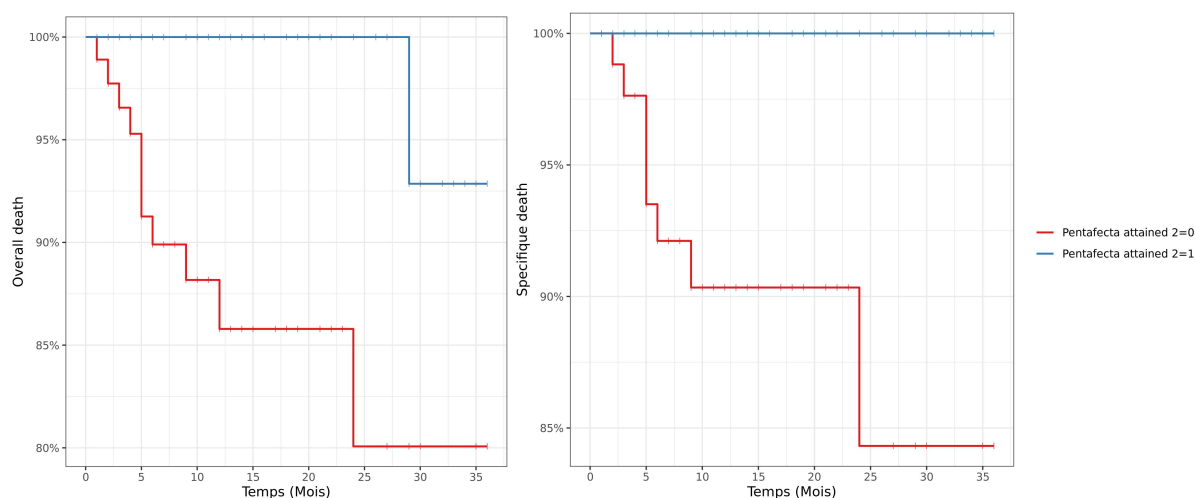 Overall death
100%
95%
90%
85%
80%
0 5 10 15 20 25 30 35
Temps (Mois)
Specifique death
100%
95%
90%
85%
0 5 10 15 20 25 30 35
Temps (Mois)
Pentafecta attained 2=0
Pentafecta attained 2=1